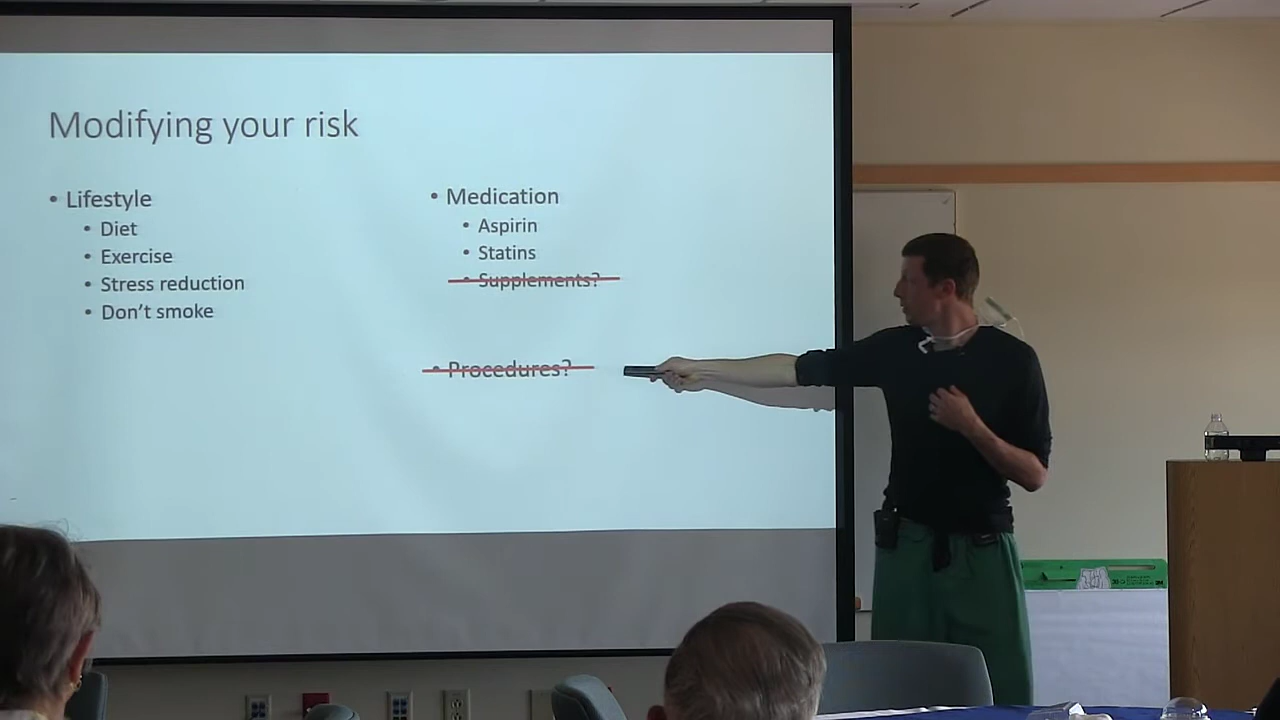 Modifying your risk
• Lifestyle
• Diet
• Exercise
• Stress reduction
• Don't smoke
• Medication
• Aspirin
• Statins
• Supplements?
• Procedures?